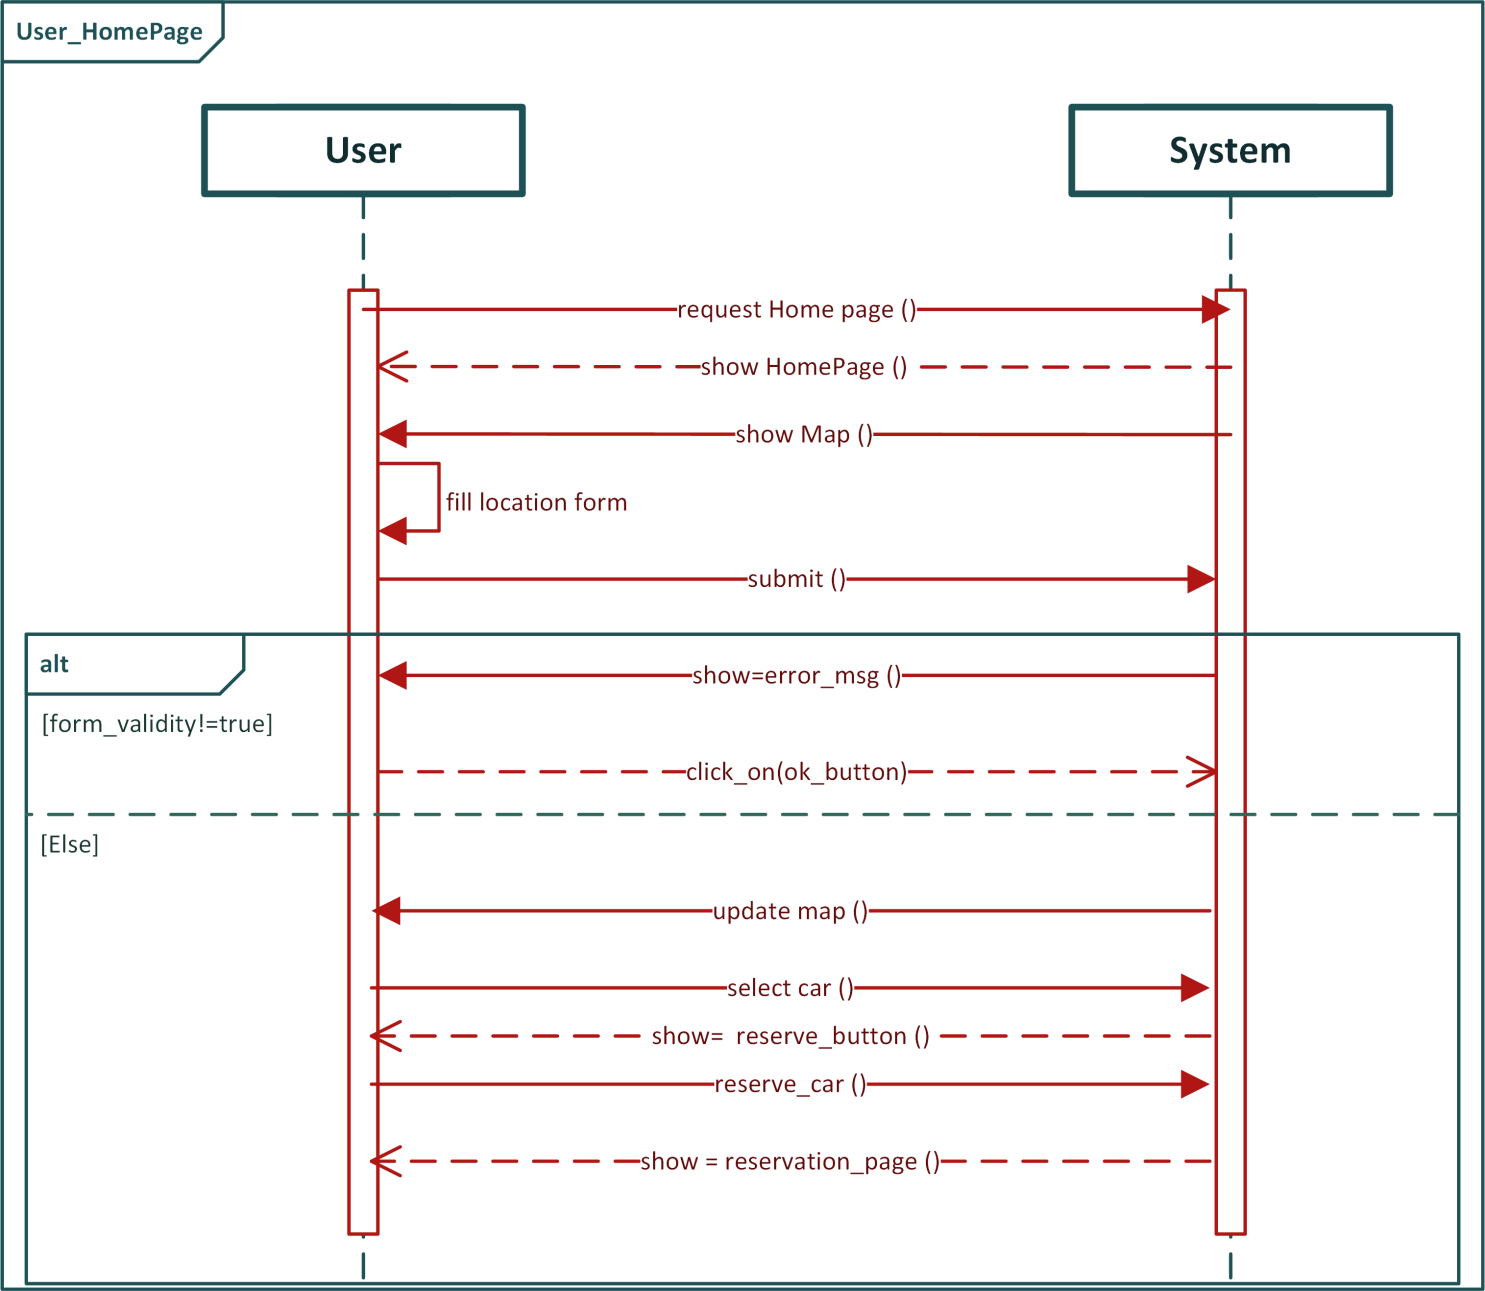 User_HomePage
User
System
request Home page ()
show HomePage ()
show Map ()
fill location form
submit ()
alt
show=error_msg ()
[form_validity!=true]
click_on(ok_button)
[Else]
update map ()
select car ()
show=  reserve_button ()
reserve_car ()
show = reservation_page ()